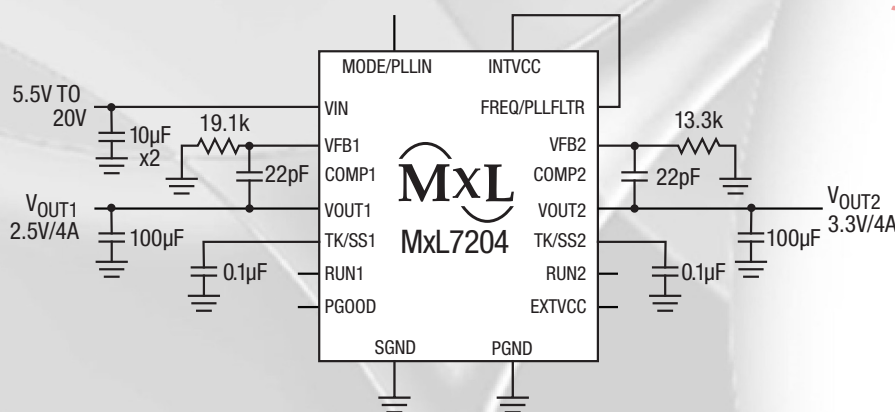 MODE/PLLIN
INTVCC
5.5V TO
20V
VIN
FREQ/PLLFLTR
10µF
x2
19.1k
VFB1
VFB2
13.3k
22pF
COMP1
MxL
COMP2
22pF
VOUT1
2.5V/4A
VOUT1
VOUT2
VOUT2
3.3V/4A
100µF
TK/SS1
MxL7204
TK/SS2
100µF
0.1µF
RUN1
RUN2
0.1µF
PGOOD
EXTVCC
SGND
PGND